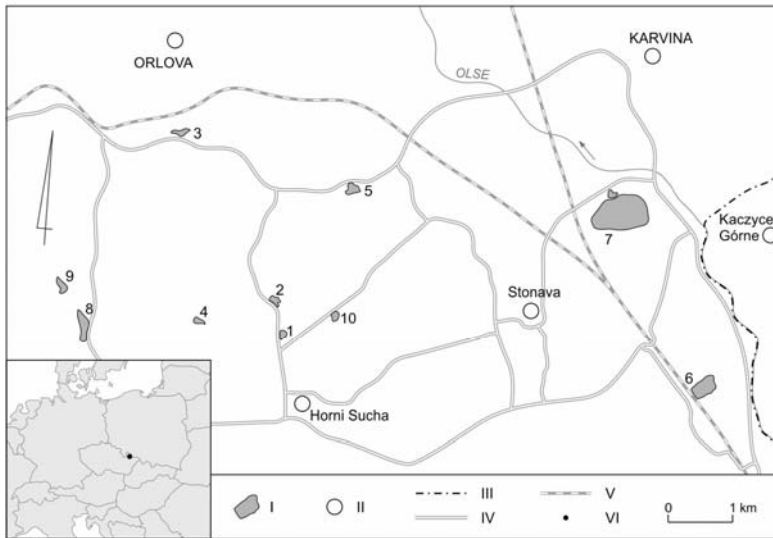 ORLOVA
KARVINA
OLSE
3
5
7
Kaczyce
Górne
9
2
8
4
1
10
Stonava
6
Horni Sucha
I
II
III
IV
V
VI
0
1 km